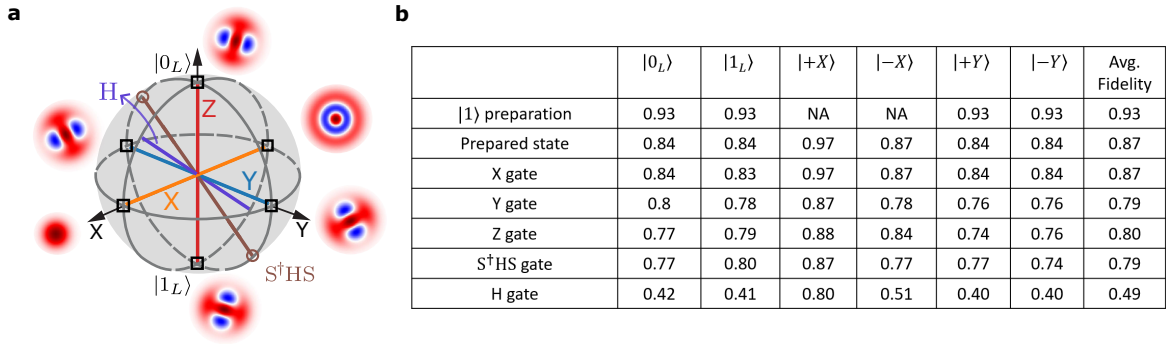 a
|0_L⟩
H
Z
Y
X
X
Y
S†HS
|1_L⟩
b
|0_L⟩ |1_L⟩ |+X⟩ |−X⟩ |+Y⟩ |−Y⟩ Avg. Fidelity
|1⟩ preparation 0.93 0.93 NA NA 0.93 0.93 0.93
Prepared state 0.84 0.84 0.97 0.87 0.84 0.84 0.87
X gate 0.84 0.83 0.97 0.87 0.84 0.84 0.87
Y gate 0.8 0.78 0.87 0.78 0.76 0.76 0.79
Z gate 0.77 0.79 0.88 0.84 0.74 0.76 0.80
S†HS gate 0.77 0.80 0.87 0.77 0.77 0.74 0.79
H gate 0.42 0.41 0.80 0.51 0.40 0.40 0.49